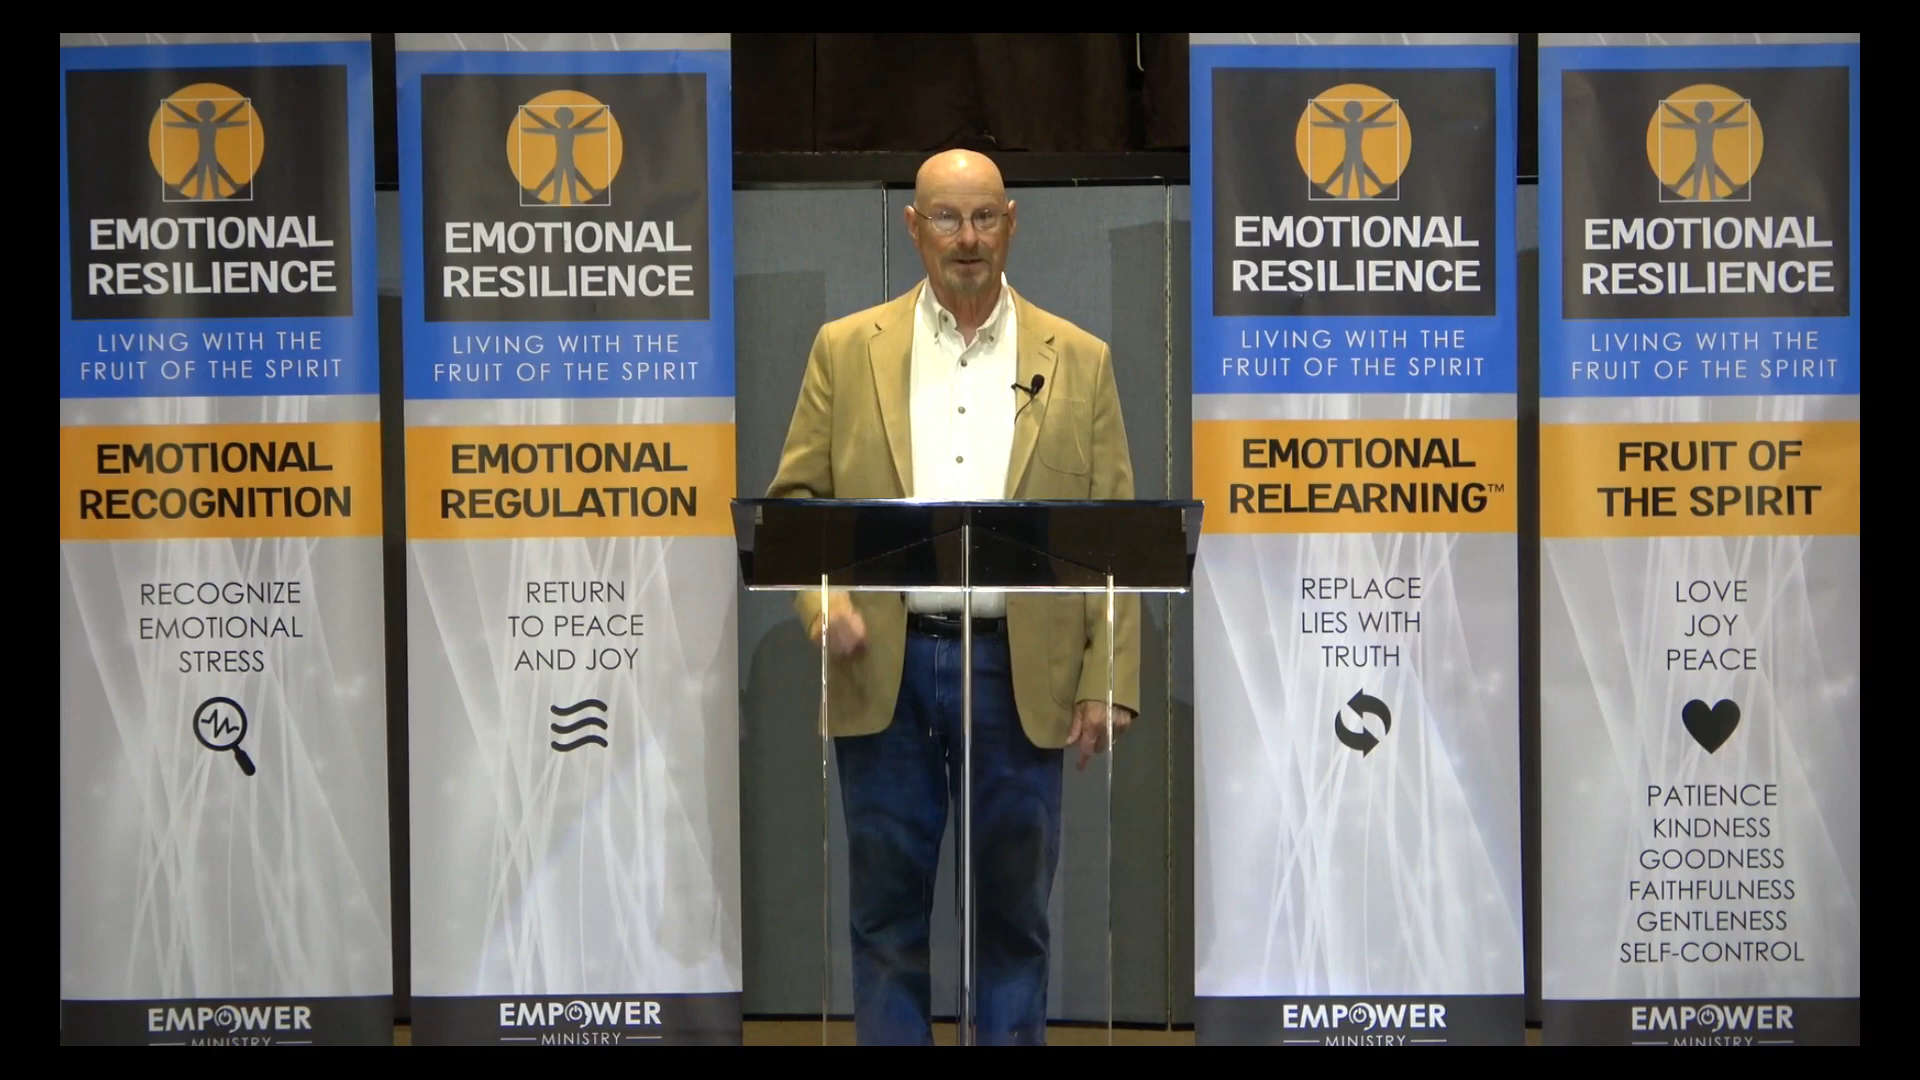 EMOTIONAL
RESILIENCE
LIVING WITH THE
FRUIT OF THE SPIRIT
EMOTIONAL
RECOGNITION
RECOGNIZE
EMOTIONAL
STRESS
EMPOWER
MINISTRY
EMOTIONAL
RESILIENCE
LIVING WITH THE
FRUIT OF THE SPIRIT
EMOTIONAL
REGULATION
RETURN
TO PEACE
AND JOY
EMPOWER
MINISTRY
EMOTIONAL
RESILIENCE
LIVING WITH THE
FRUIT OF THE SPIRIT
EMOTIONAL
RELEARNING™
REPLACE
LIES WITH
TRUTH
EMPOWER
MINISTRY
EMOTIONAL
RESILIENCE
LIVING WITH THE
FRUIT OF THE SPIRIT
FRUIT OF
THE SPIRIT
LOVE
JOY
PEACE
PATIENCE
KINDNESS
GOODNESS
FAITHFULNESS
GENTLENESS
SELF-CONTROL
EMPOWER
MINISTRY